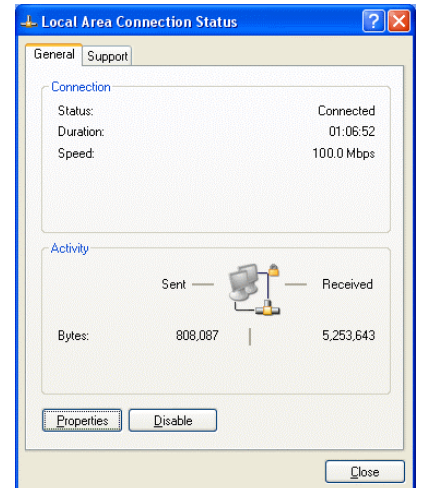 Local Area Connection Status
General Support
Connection
Status: Connected
Duration: 01:06:52
Speed: 100.0 Mbps
Activity
Sent — — Received
Bytes: 808,087 | 5,253,643
Properties Disable
Close